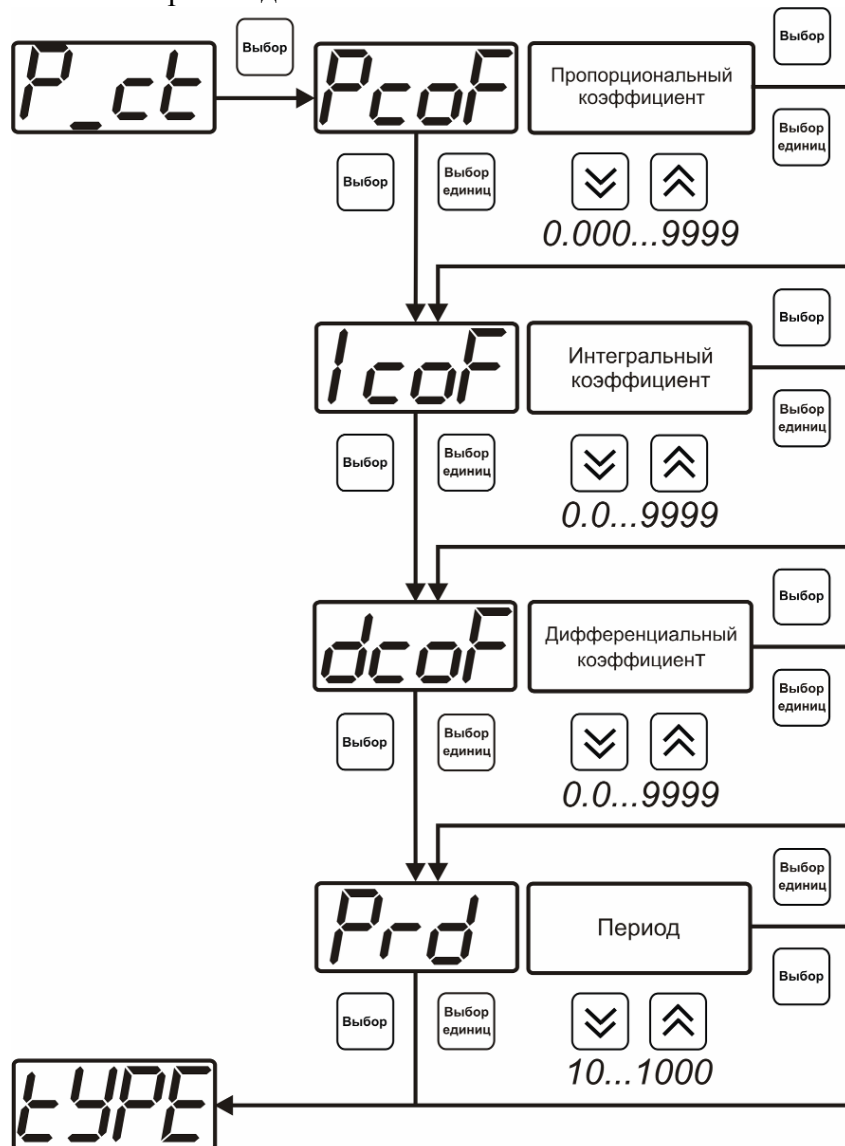 Выбор
Выбор
P_ct
PcoF
Пропорциональный
коэффициент
Выбор
единиц
Выбор
Выбор
единиц
0.000...9999
Выбор
IcoF
Интегральный
коэффициент
Выбор
единиц
Выбор
Выбор
единиц
0.0...9999
Выбор
dcoF
Дифференциальный
коэффициент
Выбор
единиц
Выбор
Выбор
единиц
0.0...9999
Выбор
единиц
Prd
Период
Выбор
Выбор
Выбор
единиц
10...1000
tYPE